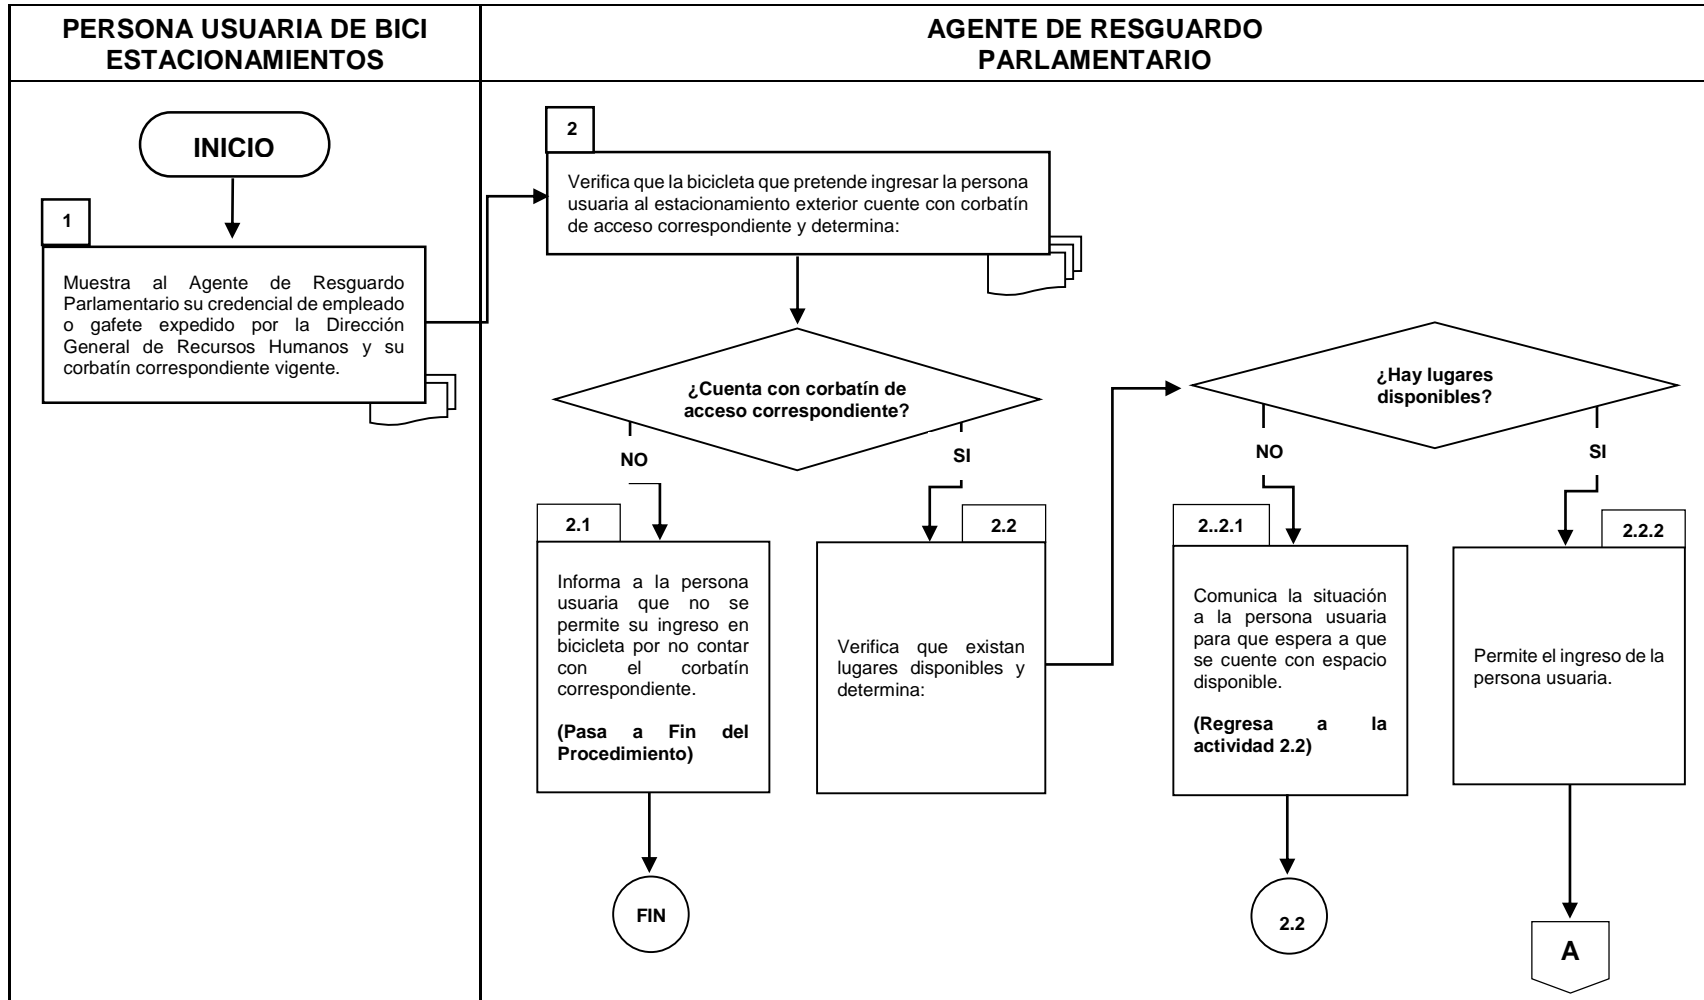 PERSONA USUARIA DE BICI
ESTACIONAMIENTOS
AGENTE DE RESGUARDO
PARLAMENTARIO
INICIO
1
Muestra al Agente de Resguardo
Parlamentario su credencial de empleado
o gafete expedido por la Dirección
General de Recursos Humanos y su
corbatín correspondiente vigente.
2
Verifica que la bicicleta que pretende ingresar la persona
usuaria al estacionamiento exterior cuente con corbatín
de acceso correspondiente y determina:
¿Cuenta con corbatín de
acceso correspondiente?
NO
SI
2.1
Informa a la persona
usuaria que no se
permite su ingreso en
bicicleta por no contar
con el corbatín
correspondiente.
(Pasa a Fin del
Procedimiento)
FIN
2.2
Verifica que existan
lugares disponibles y
determina:
¿Hay lugares
disponibles?
NO
SI
2..2.1
Comunica la situación
a la persona usuaria
para que espera a que
se cuente con espacio
disponible.
(Regresa a la
actividad 2.2)
2.2
2.2.2
Permite el ingreso de la
persona usuaria.
A